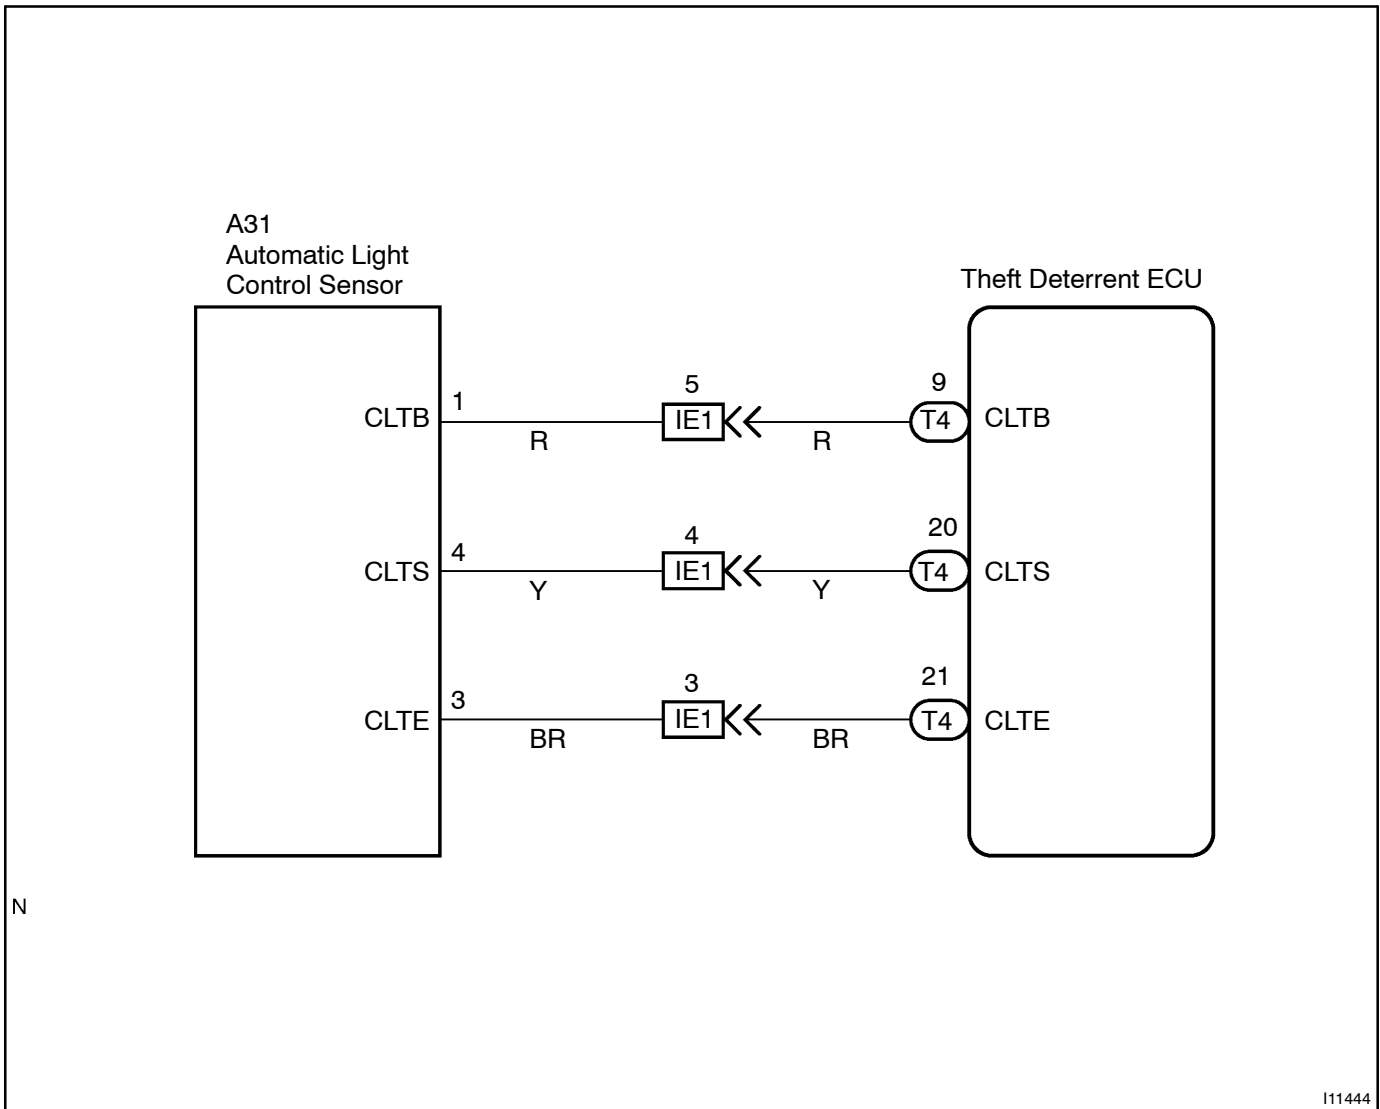 A31
Automatic Light
Control Sensor
Theft Deterrent ECU
CLTB 1 R 5 IE1 R 9 T4 CLTB
CLTS 4 Y 4 IE1 Y 20 T4 CLTS
CLTE 3 BR 3 IE1 BR 21 T4 CLTE
N
I11444